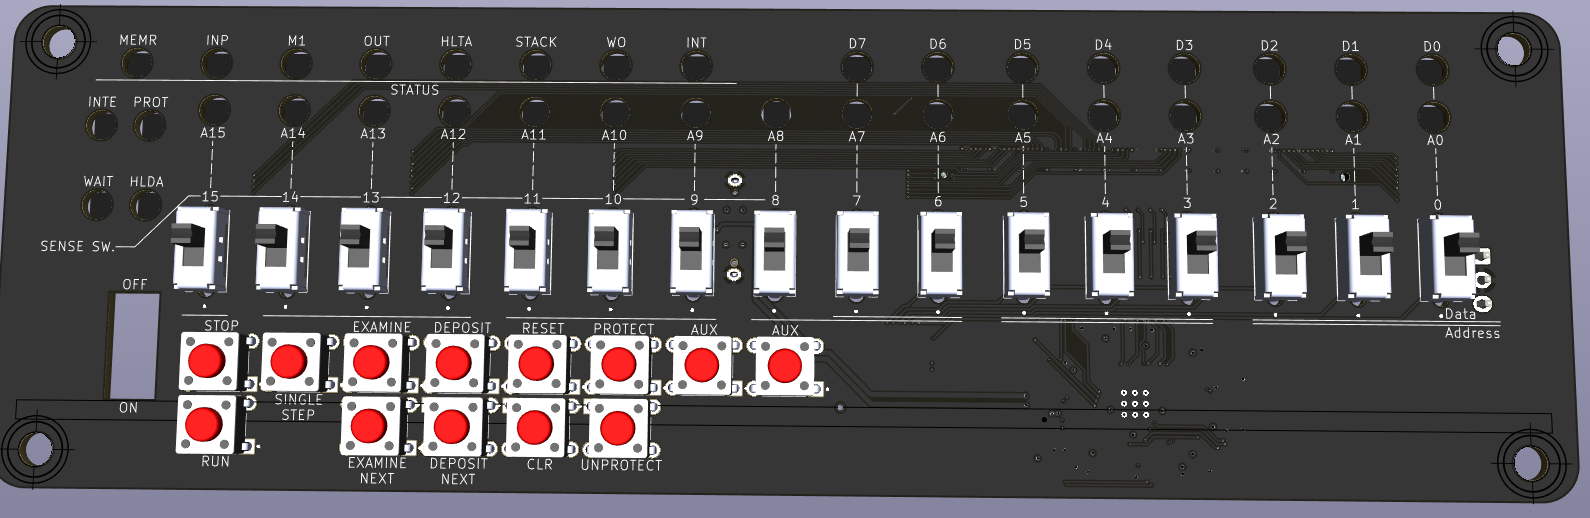 MEMR INP M1 OUT HLTA STACK WO INT D7 D6 D5 D4 D3 D2 D1 D0
STATUS
INTE PROT
A15 A14 A13 A12 A11 A10 A9 A8 A7 A6 A5 A4 A3 A2 A1 A0
WAIT HLDA
15 14 13 12 11 10 9 8 7 6 5 4 3 2 1 0
SENSE SW.
OFF
Data
Address
STOP EXAMINE DEPOSIT RESET PROTECT AUX AUX
SINGLE
STEP
ON
RUN
EXAMINE
NEXT
DEPOSIT
NEXT
CLR
UNPROTECT